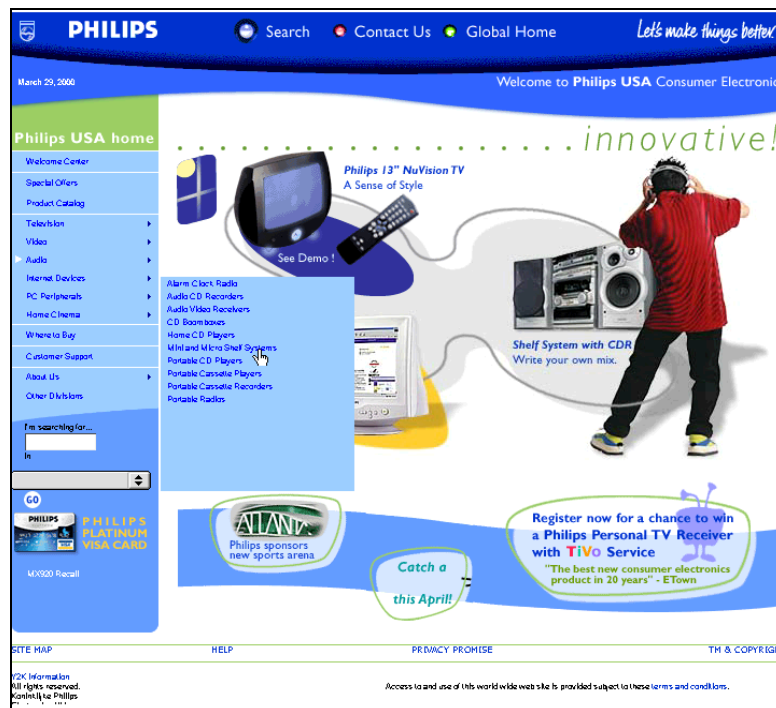 PHILIPS
Search
Contact Us
Global Home
Let's make things better.
March 29, 2000
Welcome to Philips USA Consumer Electronic
Philips USA home
innovative!
Welcome Center
Special Offers
Product Catalog
Television
Video
Audio
Internet Devices
PC Peripherals
Home Cinema
Where to Buy
Customer Support
About Us
Other Divisions
I'm searching for...
In
GO
PHILIPS
PHILIPS
PLATINUM
VISA CARD
MX920 Recall
Philips 13" NuVision TV
A Sense of Style
See Demo !
Alarm Clock Radio
Audio CD Recorders
Audio Video Receivers
CD Boomboxes
Home CD Players
Mini and Micro Shelf Systems
Portable CD Players
Portable Cassette Players
Portable Cassette Recorders
Portable Radios
Shelf System with CDR
Write your own mix.
ATLANTA
Philips sponsors
new sports arena
Catch a
this April!
Register now for a chance to win
a Philips Personal TV Receiver
with TiVo Service
"The best new consumer electronics
product in 20 years" - ETown
SITE MAP
HELP
PRIVACY PROMISE
TM & COPYRIG
Y2K Information
All rights reserved.
Koninklijke Philips
Access to and use of this world wide web site is provided subject to these terms and conditions.